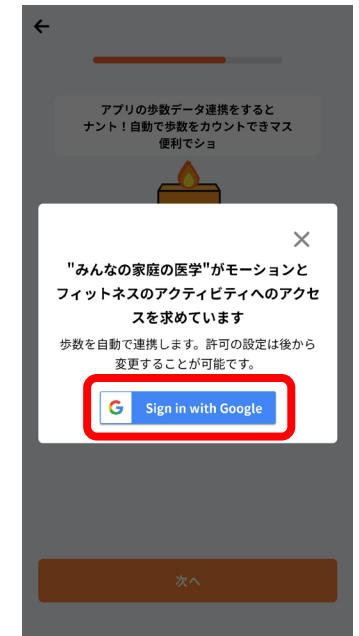 アプリの歩数データ連携をすると
ナント！自動で歩数をカウントできマス
便利でショ
"みんなの家庭の医学"がモーションと
フィットネスのアクティビティへのアクセ
スを求めています
歩数を自動で連携します。許可の設定は後から
変更することが可能です。
Sign in with Google
次へ